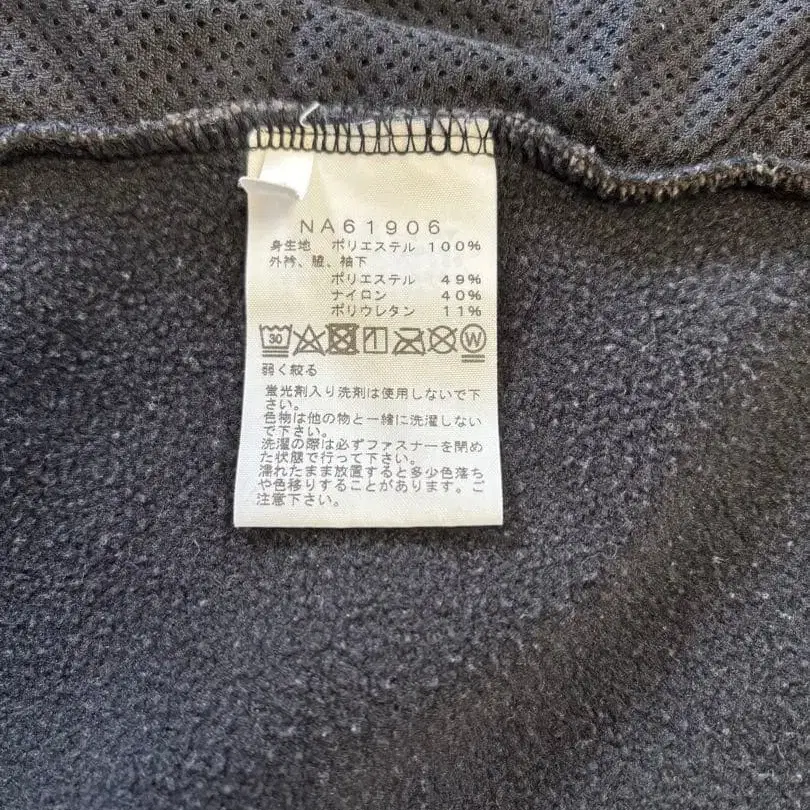 NA61906
身生地 ポリエステル 100%
外衿、脇、袖下
ポリエステル 49%
ナイロン 40%
ポリウレタン 11%
30 W
弱く絞る
蛍光剤入り洗剤は使用しないで下
さい。
色物は他の物と一緒に洗濯しない
で下さい。
洗濯の際は必ずファスナーを閉め
た状態で行って下さい。
濡れたまま放置すると多少色落ち
や色移りすることがあります。ご
注意下さい。